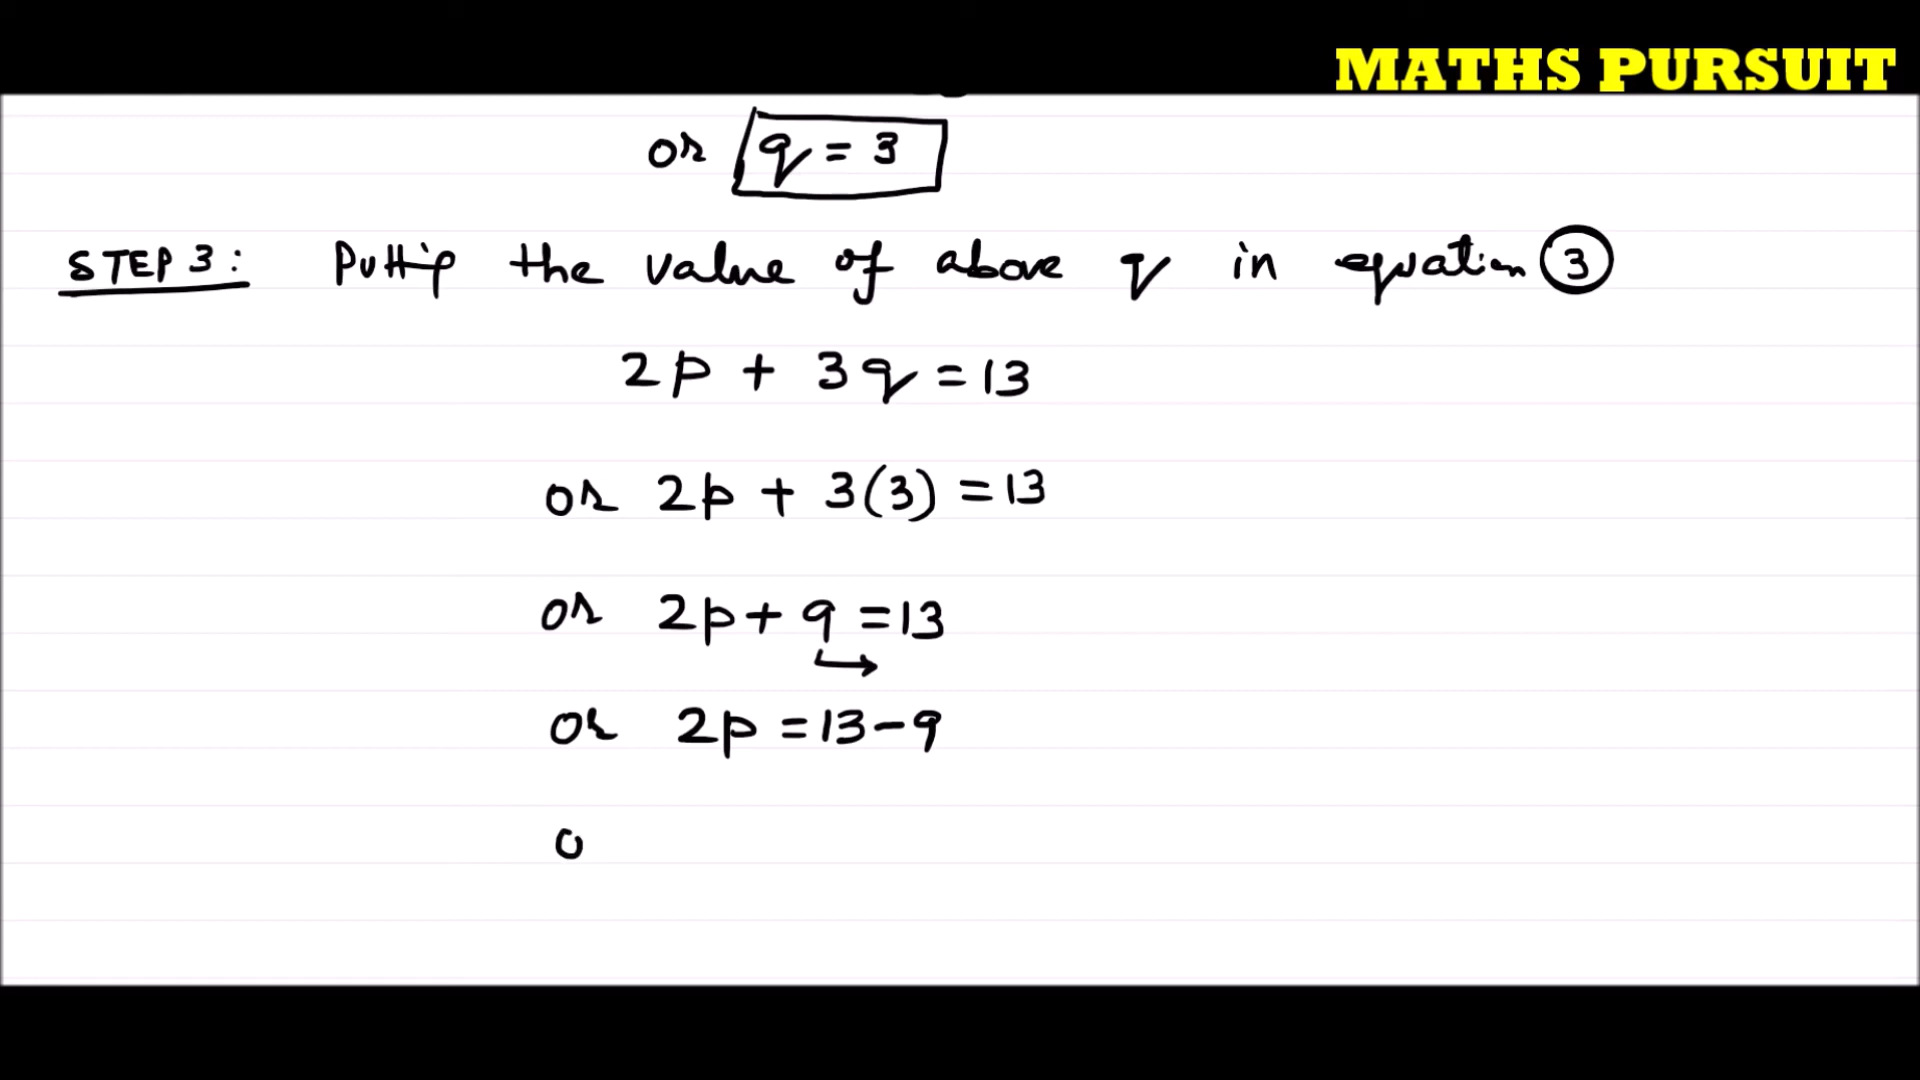 MATHS PURSUIT
or q = 3
STEP 3: Putting the value of above q in equation 3
2p + 3q = 13
or 2p + 3(3) = 13
or 2p + 9 = 13
or 2p = 13 - 9
o